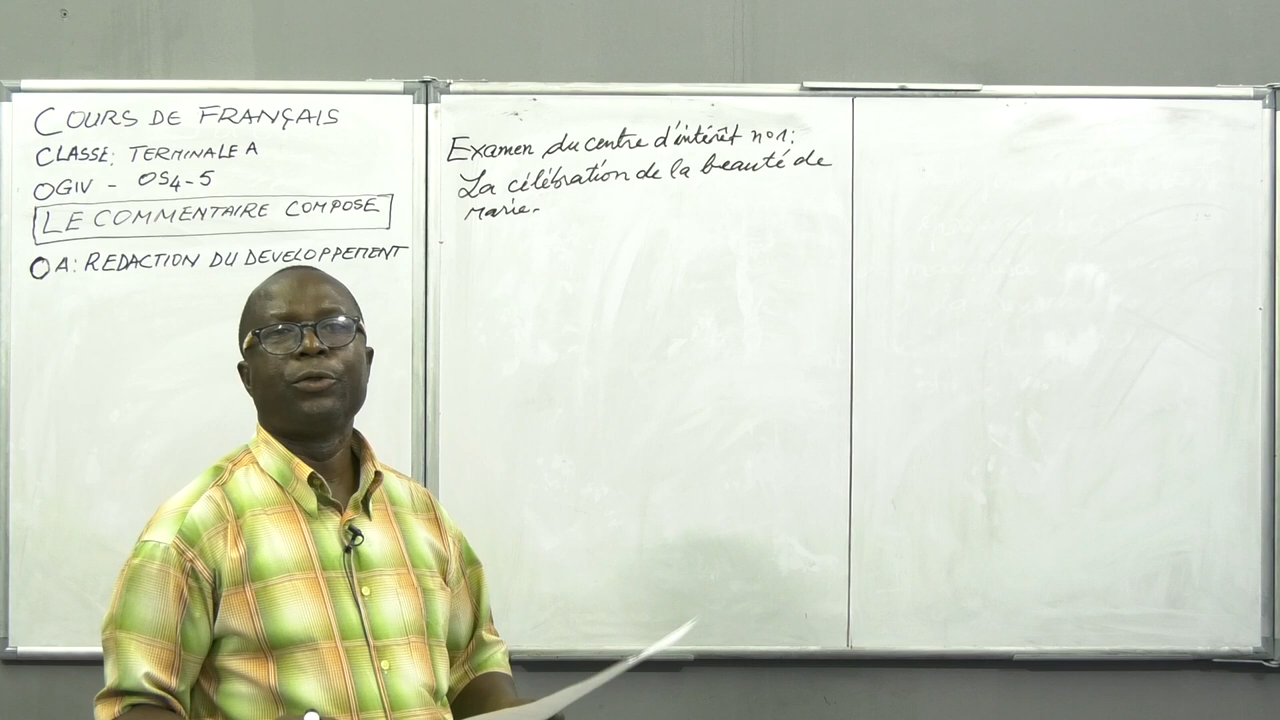 COURS DE FRANÇAIS
CLASSE: TERMINALE A
OGIV - OS4-5
LE COMMENTAIRE COMPOSE
OA: REDACTION DU DEVELOPPEMENT
Examen du centre d'intérêt n°1:
La célébration de la beauté de
Marie.